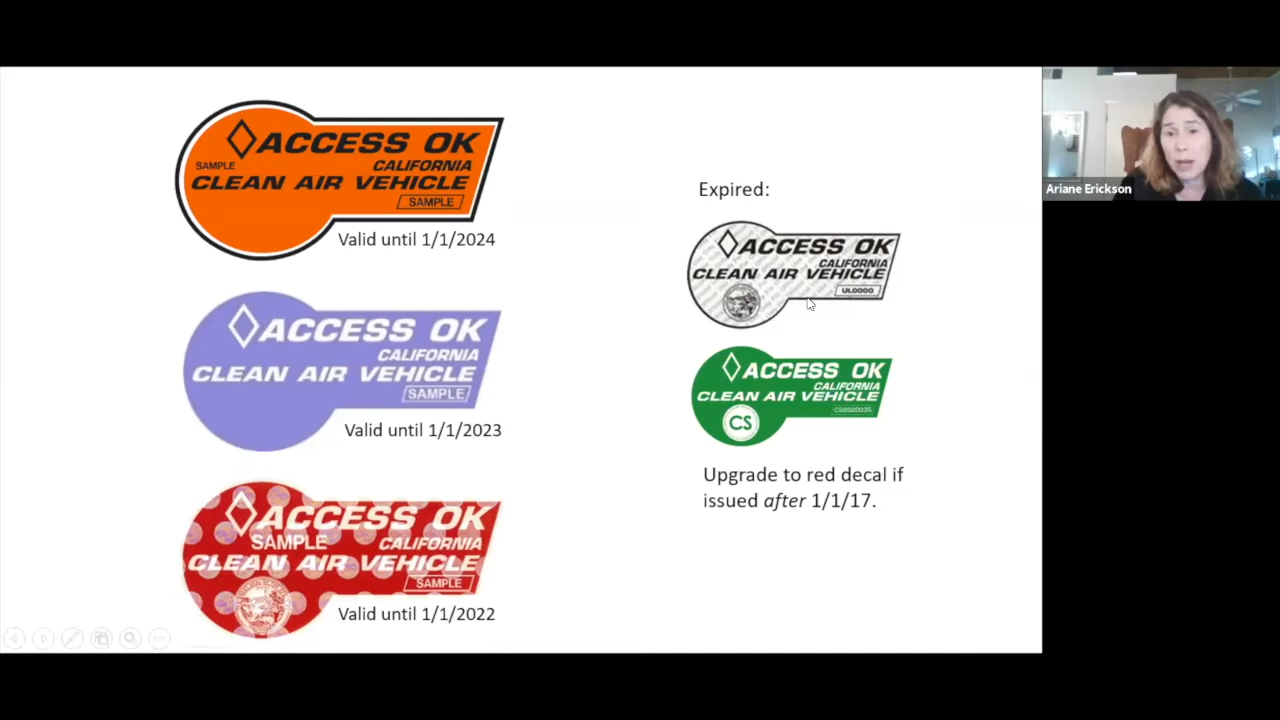 ACCESS OK
SAMPLE
CALIFORNIA
CLEAN AIR VEHICLE
SAMPLE
Valid until 1/1/2024
ACCESS OK
CALIFORNIA
CLEAN AIR VEHICLE
SAMPLE
Valid until 1/1/2023
ACCESS OK
SAMPLE CALIFORNIA
CLEAN AIR VEHICLE
SAMPLE
Valid until 1/1/2022
Expired:
ACCESS OK
CALIFORNIA
CLEAN AIR VEHICLE
UL0000
ACCESS OK
CALIFORNIA
CLEAN AIR VEHICLE
CS
Upgrade to red decal if
issued after 1/1/17.
Ariane Erickson